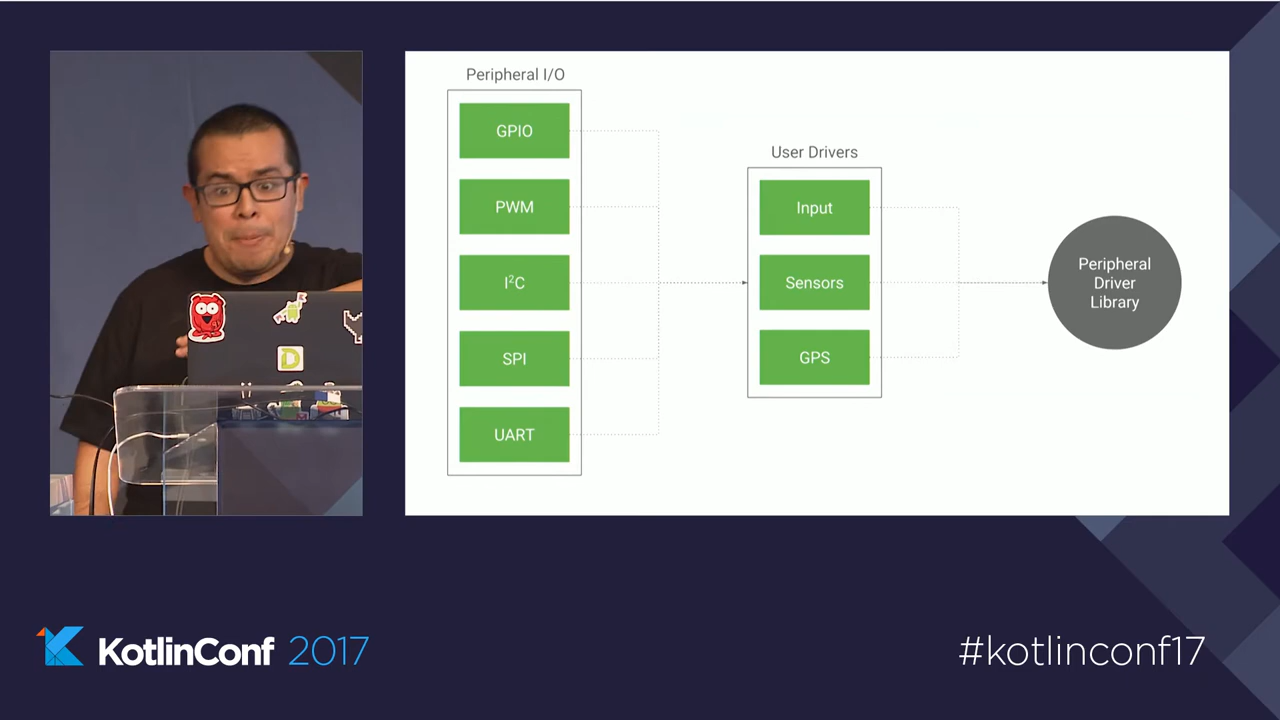 Peripheral I/O
GPIO
PWM
I²C
SPI
UART
User Drivers
Input
Sensors
GPS
Peripheral
Driver
Library
D
KotlinConf 2017
#kotlinconf17